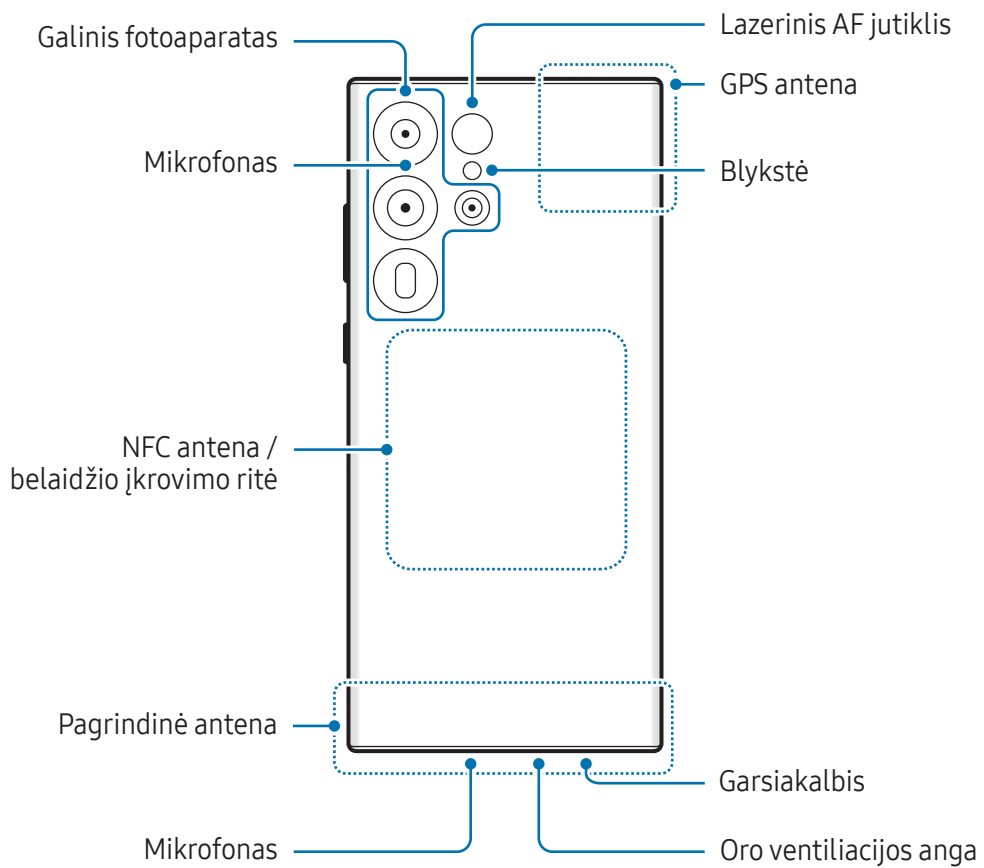 Galinis fotoaparatas
Lazerinis AF jutiklis
GPS antena
Mikrofonas
Blykstė
NFC antena /
belaidžio įkrovimo ritė
Pagrindinė antena
Garsiakalbis
Mikrofonas
Oro ventiliacijos anga